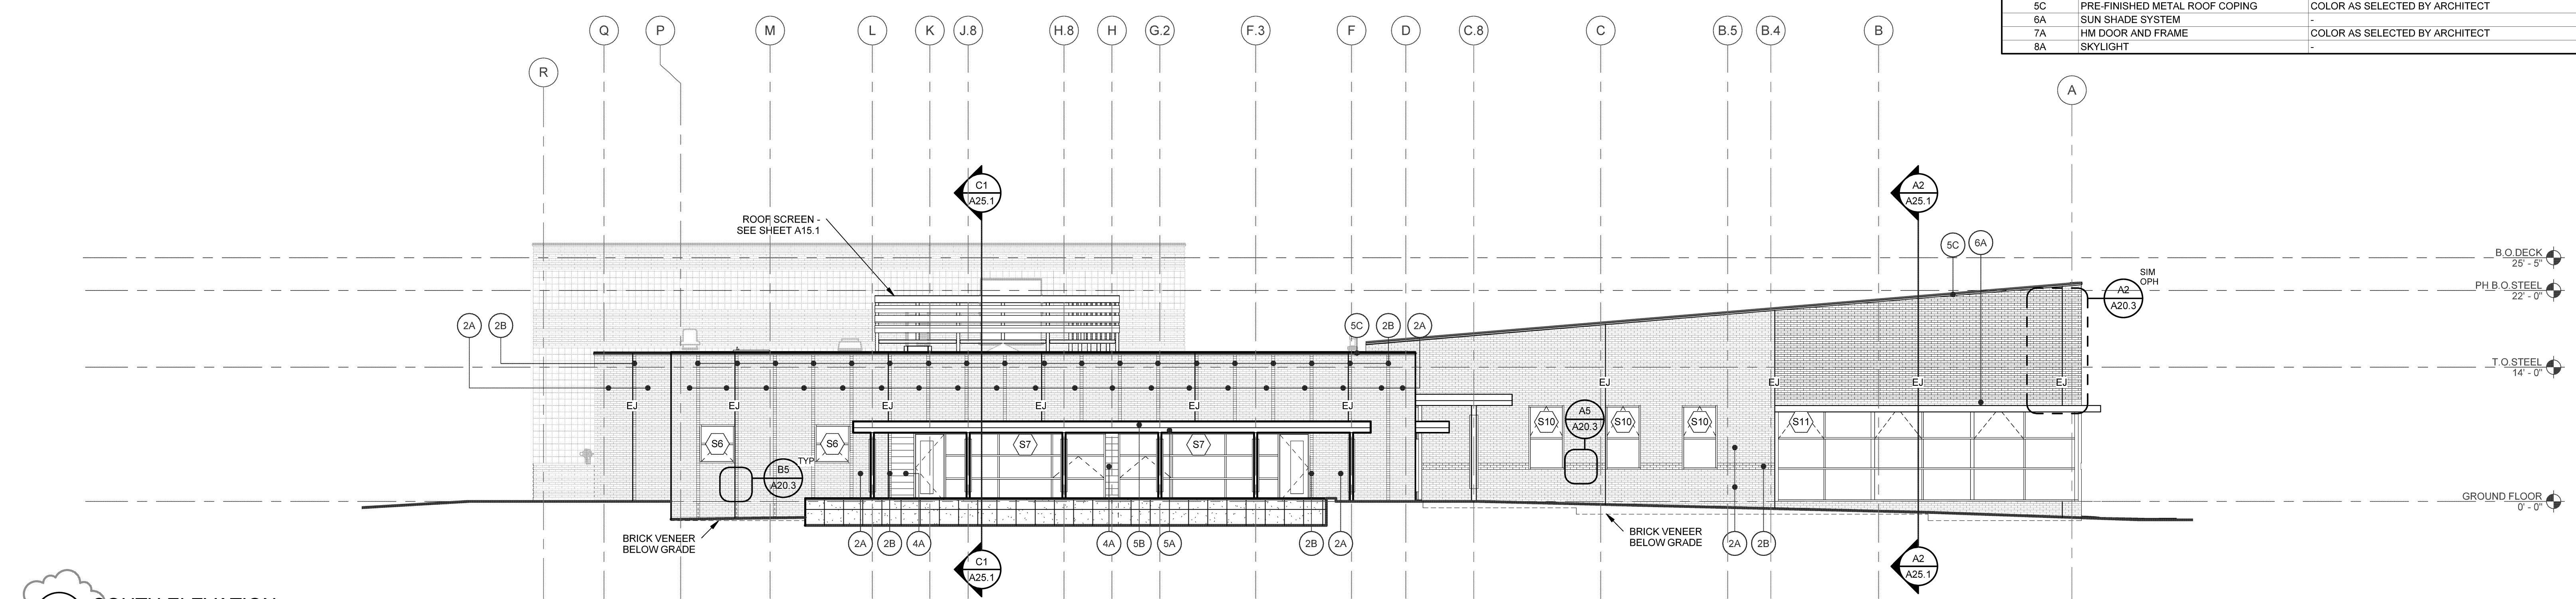 5C PRE-FINISHED METAL ROOF COPING COLOR AS SELECTED BY ARCHITECT
6A SUN SHADE SYSTEM -
7A HM DOOR AND FRAME COLOR AS SELECTED BY ARCHITECT
8A SKYLIGHT -
Q P M L K J.8 H.8 H G.2 F.3 F D C.8 C B.5 B.4 B
R
A
C1
A25.1
A2
A25.1
ROOF SCREEN -
SEE SHEET A15.1
5C 6A
B.O.DECK
25' - 5"
SIM
OPH
A2
A20.3
PH B.O.STEEL
22' - 0"
2A 2B
5C 2B 2A
T.O.STEEL
14' - 0"
EJ EJ EJ EJ
EJ EJ EJ EJ EJ EJ
S6 S6 S7 S7
S10 S10 S10 S11
A5
A20.3
TYP
B5
A20.3
GROUND FLOOR
0' - 0"
BRICK VENEER
BELOW GRADE
2A 2B 4A 4A 5B 5A 2B 2A
BRICK VENEER
BELOW GRADE
2A 2B
C1
A25.1
A2
A25.1
SOUTH ELEVATION